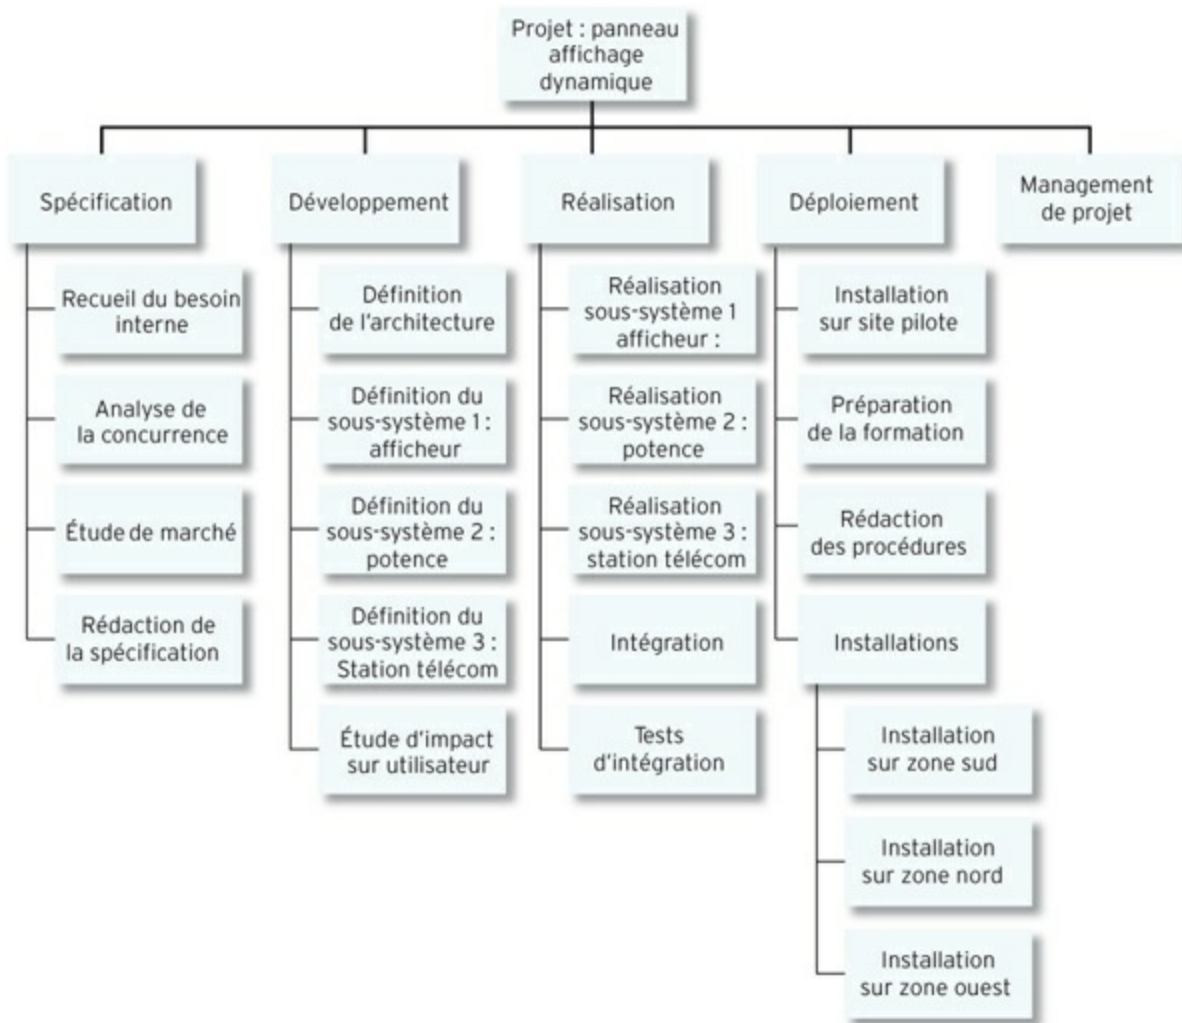 Projet : panneau
affichage
dynamique
Spécification
Recueil du besoin
interne
Analyse de
la concurrence
Étude de marché
Rédaction de
la spécification
Développement
Définition
de l'architecture
Définition du
sous-système 1 :
afficheur
Définition du
sous-système 2 :
potence
Définition du
sous-système 3 :
Station télécom
Étude d'impact
sur utilisateur
Réalisation
Réalisation
sous-système 1
afficheur :
Réalisation
sous-système 2 :
potence
Réalisation
sous-système 3 :
station télécom
Intégration
Tests
d'intégration
Déploiement
Installation
sur site pilote
Préparation
de la formation
Rédaction
des procédures
Installations
Installation
sur zone sud
Installation
sur zone nord
Installation
sur zone ouest
Management
de projet